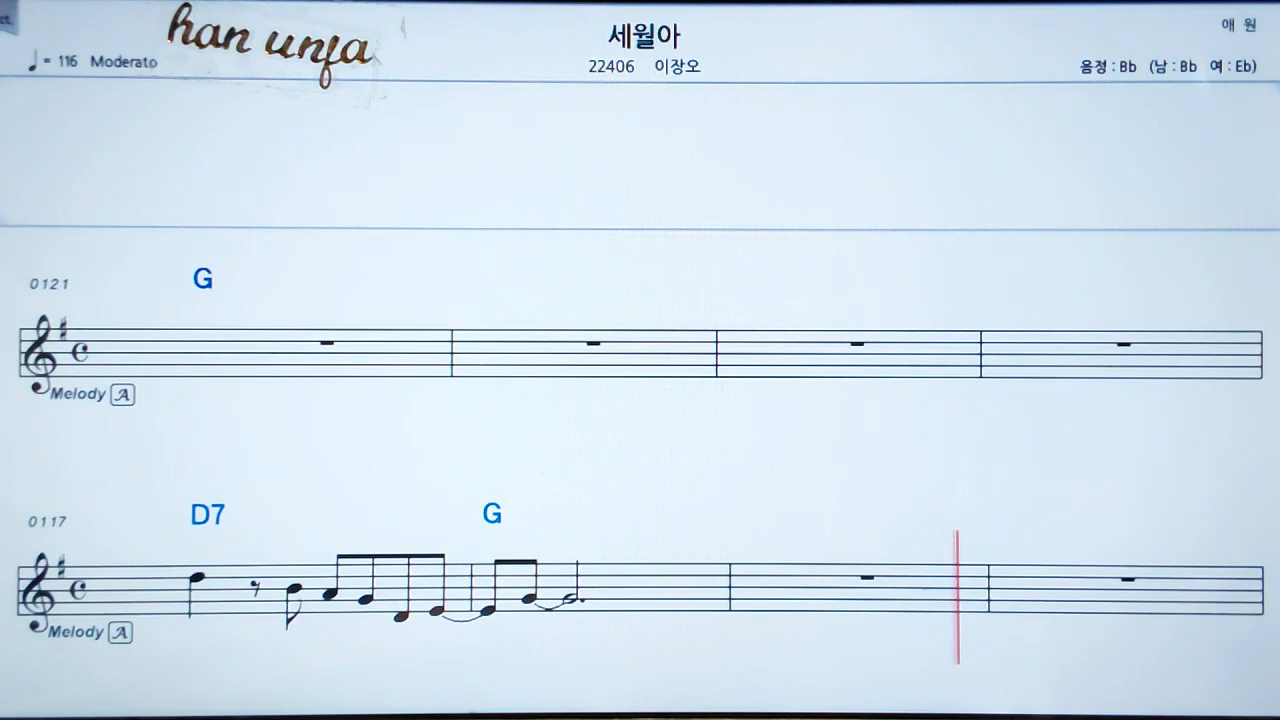 ct.
han unfa
세월아
애 원
♩= 116 Moderato
22406 이장오
음정 : Bb (남 : Bb 여 : Eb)
0121
G
Melody A
0117
D7 G
Melody A